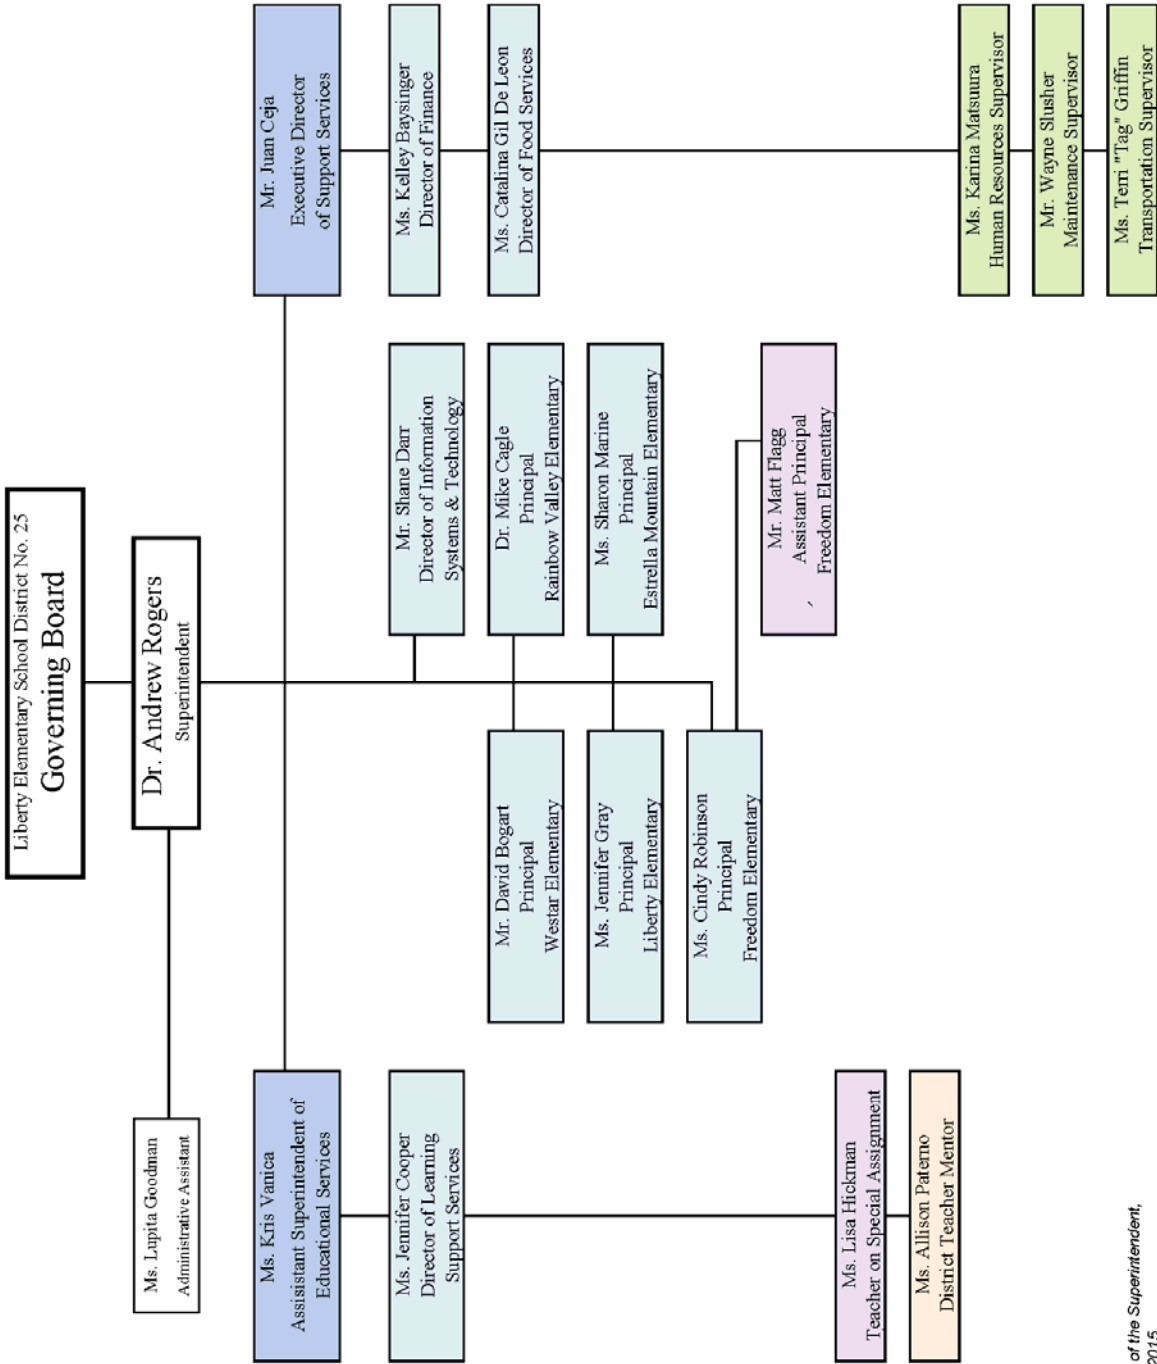 Liberty Elementary School District No. 25
Governing Board
Dr. Andrew Rogers
Superintendent
Ms. Lupita Goodman
Administrative Assistant
Ms. Kris Vanica
Assisistant Superintendent of
Educational Services
Mr. Juan Ceja
Executive Director
of Support Services
Ms. Jennifer Cooper
Director of Learning
Support Services
Mr. Shane Darr
Director of Information
Systems & Technology
Ms. Kelley Baysinger
Director of Finance
Mr. David Bogart
Principal
Westar Elementary
Dr. Mike Cagle
Principal
Rainbow Valley Elementary
Ms. Catalina Gil De Leon
Director of Food Services
Ms. Jennifer Gray
Principal
Liberty Elementary
Ms. Sharon Marine
Principal
Estrella Mountain Elementary
Ms. Cindy Robinson
Principal
Freedom Elementary
Mr. Matt Flagg
Assistant Principal
Freedom Elementary
Ms. Lisa Hickman
Teacher on Special Assignment
Ms. Allison Paterno
District Teacher Mentor
Ms. Karina Matsuura
Human Resources Supervisor
Mr. Wayne Slusher
Maintenance Supervisor
Ms. Terri "Tag" Griffin
Transportation Supervisor
of the Superintendent,
2015